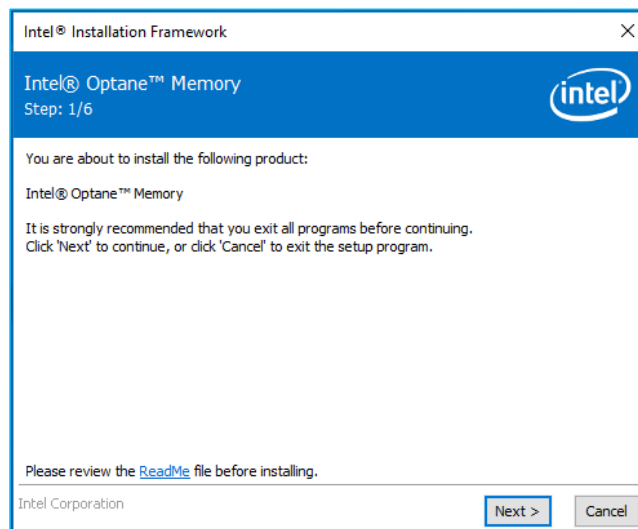 Intel® Installation Framework
Intel® Optane™ Memory
Step: 1/6
intel
You are about to install the following product:
Intel® Optane™ Memory
It is strongly recommended that you exit all programs before continuing.
Click 'Next' to continue, or click 'Cancel' to exit the setup program.
Please review the ReadMe file before installing.
Intel Corporation
Next >
Cancel